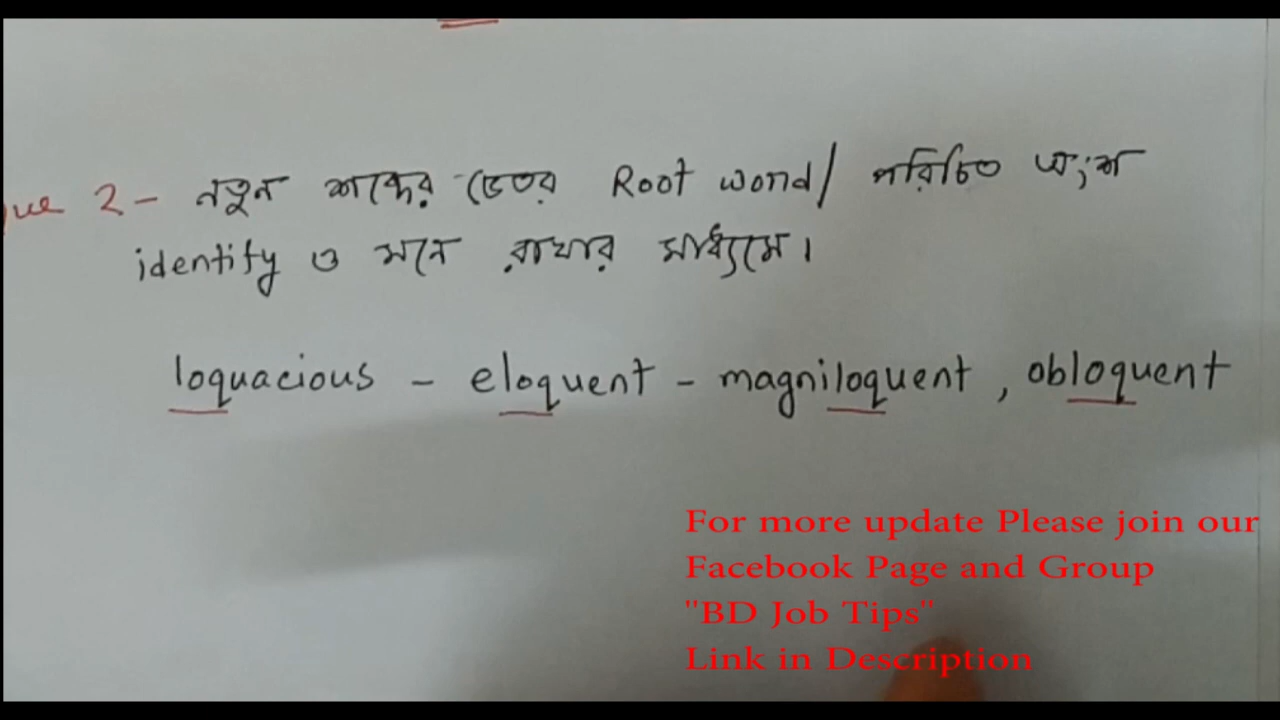 que 2 - নতুন শব্দের ভেতর Root word/ পরিচিত অংশ
identify ও মনে রাখার মাধ্যমে।
loquacious - eloquent - magniloquent, obloquent
For more update Please join our
Facebook Page and Group
"BD Job Tips"
Link in Description